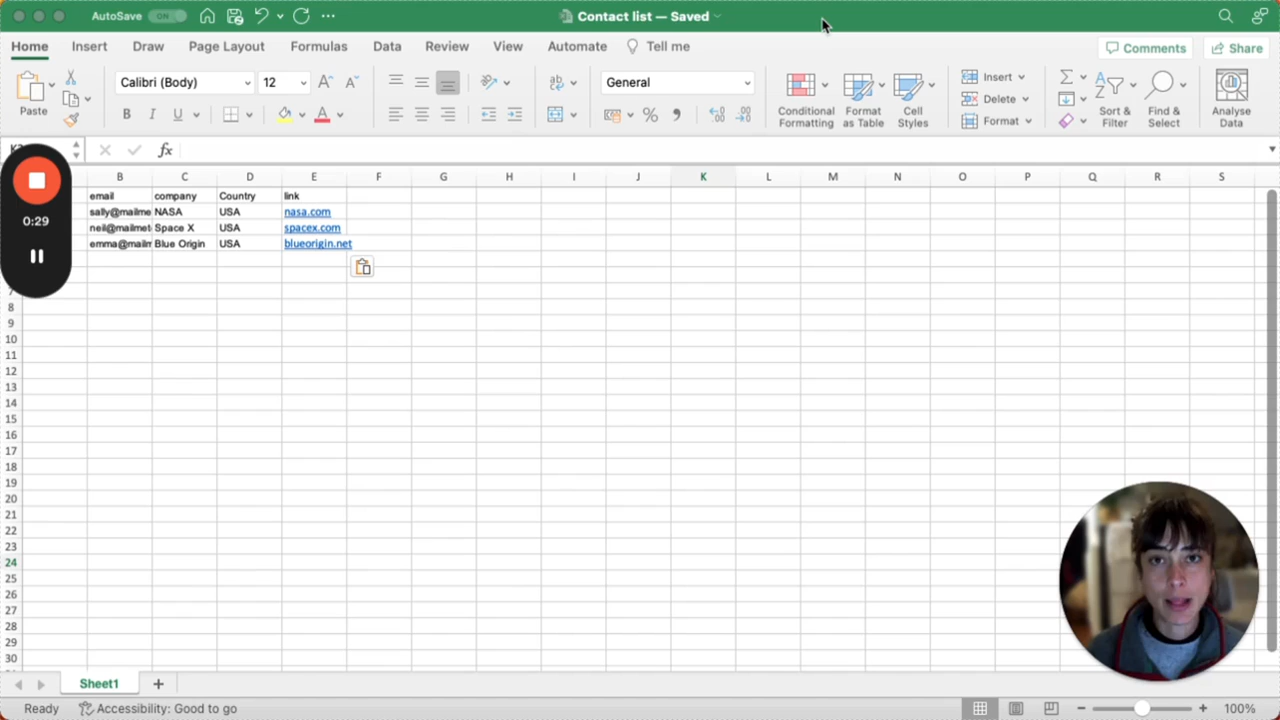 AutoSave ON Contact list — Saved
Home Insert Draw Page Layout Formulas Data Review View Automate Tell me Comments Share
Calibri (Body) 12 General
Paste B I U A Conditional Formatting Format as Table Cell Styles Insert Delete Format Sort & Filter Find & Select Analyse Data
fx
A B C D E F G H I J K L M N O P Q R S
email company Country link
sally@mailme NASA USA nasa.com
neil@mailmet Space X USA spacex.com
emma@mailm Blue Origin USA blueorigin.net
0:29
7
8
9
10
11
12
13
14
15
16
17
18
19
20
21
22
23
24
25
26
27
28
29
30
Sheet1
Ready Accessibility: Good to go 100%